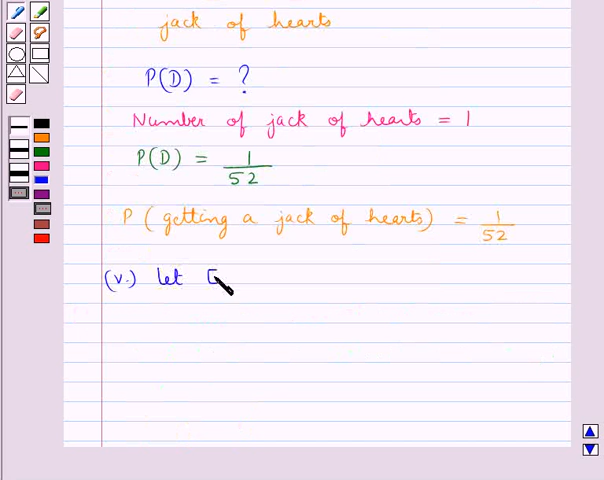 jack of hearts
P(D) = ?
Number of jack of hearts = 1
P(D) = 1/52
P (getting a jack of hearts) = 1/52
(v.) let E